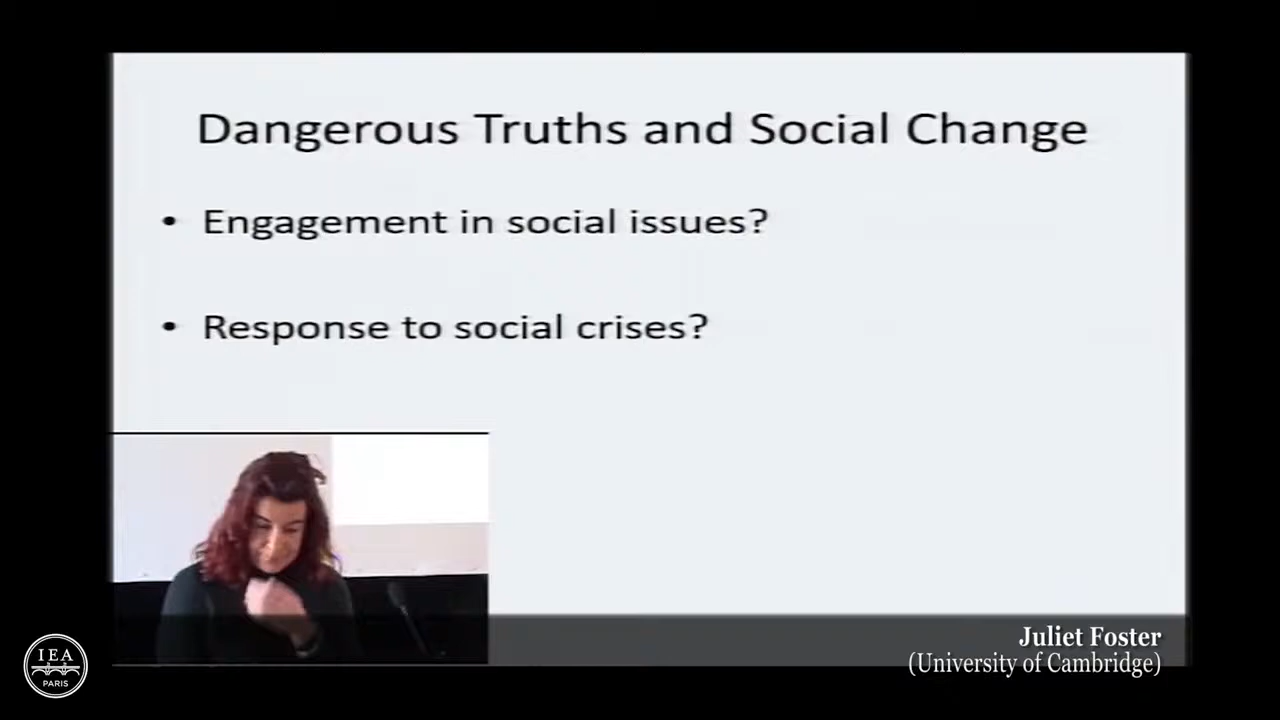 Dangerous Truths and Social Change
• Engagement in social issues?
• Response to social crises?
Juliet Foster
(University of Cambridge)
IEA
PARIS